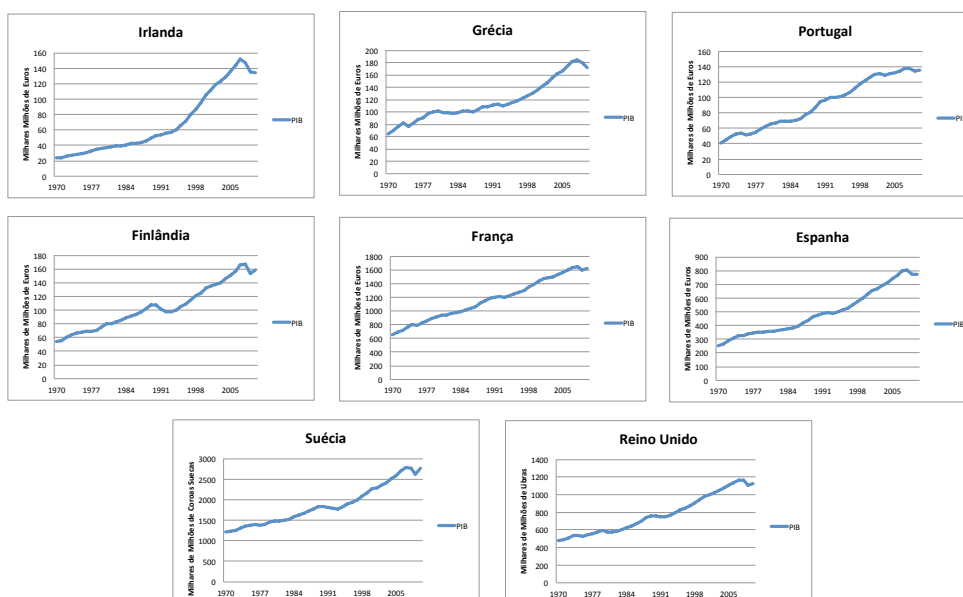 Irlanda
Milhares Milhões de Euros
160
140
120
100
80
60
40
20
0
1970 1977 1984 1991 1998 2005
PIB
Grécia
Milhares Milhões de Euros
200
180
160
140
120
100
80
60
40
20
0
1970 1977 1984 1991 1998 2005
PIB
Portugal
Milhares Milhões de Euros
160
140
120
100
80
60
40
20
0
1970 1977 1984 1991 1998 2005
Finlândia
Milhares de Milhões de Euros
180
160
140
120
100
80
60
40
20
0
1970 1977 1984 1991 1998 2005
PIB
França
Milhares de Milhões de Euros
1800
1600
1400
1200
1000
800
600
400
200
0
1970 1977 1984 1991 1998 2005
PIB
Espanha
Milhares de Milhões de Euros
900
800
700
600
500
400
300
200
100
0
1970 1977 1984 1991 1998 2005
Suécia
Milhares de Milhões de Coroas Suecas
3000
2500
2000
1500
1000
500
0
1970 1977 1984 1991 1998 2005
PIB
Reino Unido
Milhares de Milhões de Libras
1400
1200
1000
800
600
400
200
0
1970 1977 1984 1991 1998 2005
PIB